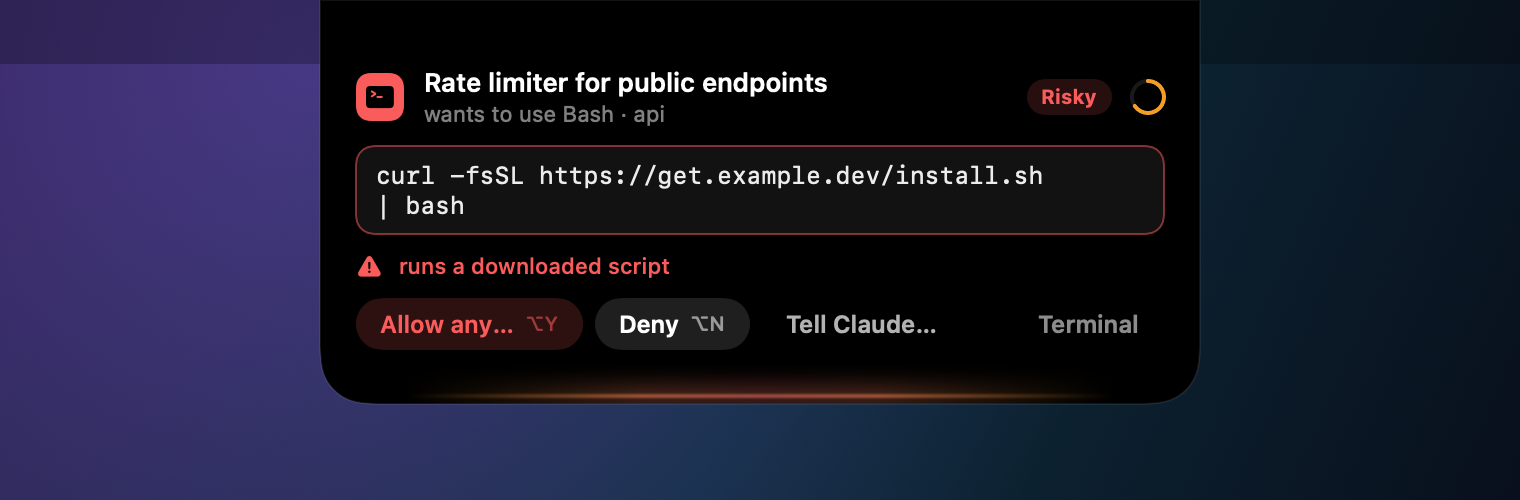 Rate limiter for public endpoints
wants to use Bash · api
Risky
curl -fsSL https://get.example.dev/install.sh
| bash
runs a downloaded script
Allow any... ⌥Y
Deny ⌥N
Tell Claude...
Terminal